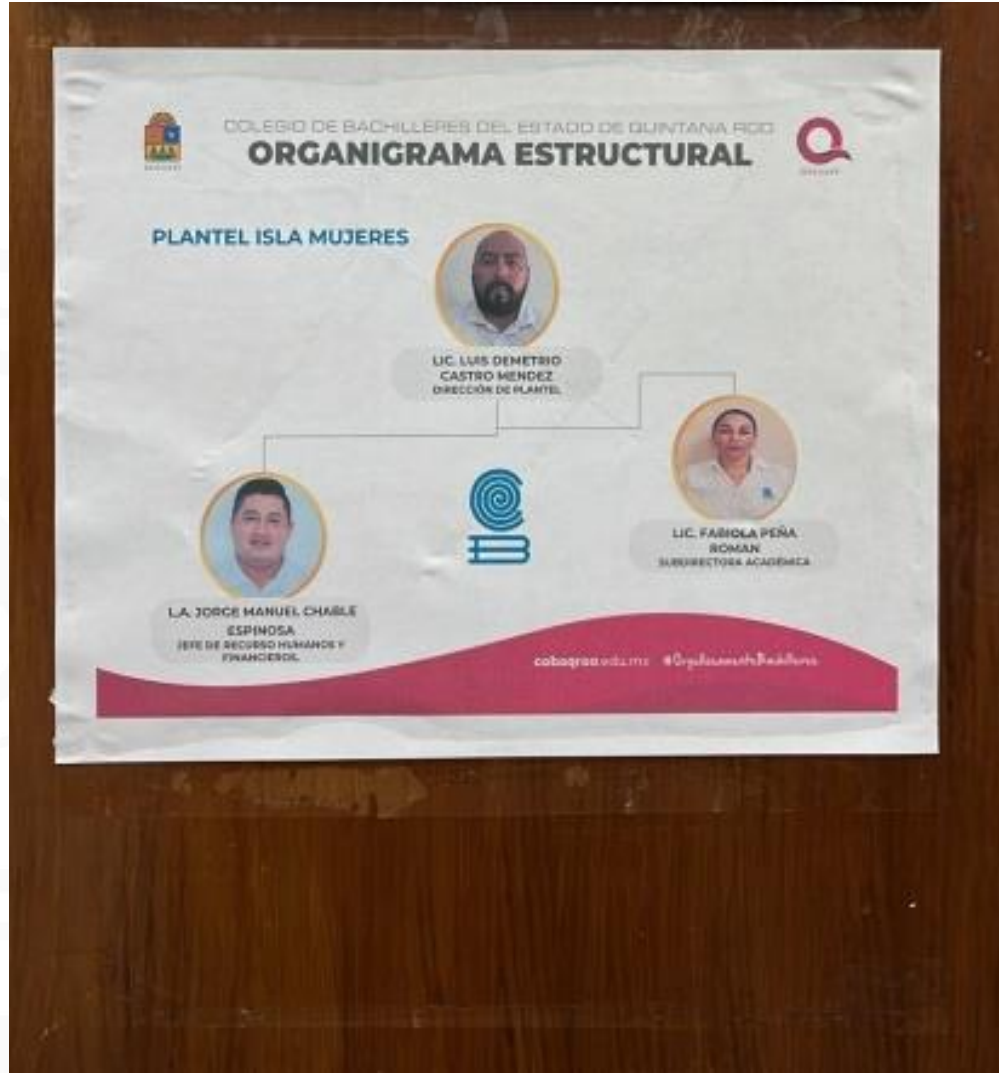 COLEGIO DE BACHILLERES DEL ESTADO DE QUINTANA ROO
ORGANIGRAMA ESTRUCTURAL
PLANTEL ISLA MUJERES
LIC. LUIS DEMETRIO
CASTRO MENDEZ
DIRECCIÓN DE PLANTEL
LIC. FABIOLA PEÑA
ROMAN
SUBDIRECTORA ACADÉMICA
L.A. JORGE MANUEL CHABLE
ESPINOSA
JEFE DE RECURSO HUMANOS Y
FINANCIEROS.
cobaqroo.edu.mx #OrgullosamenteBachilleres